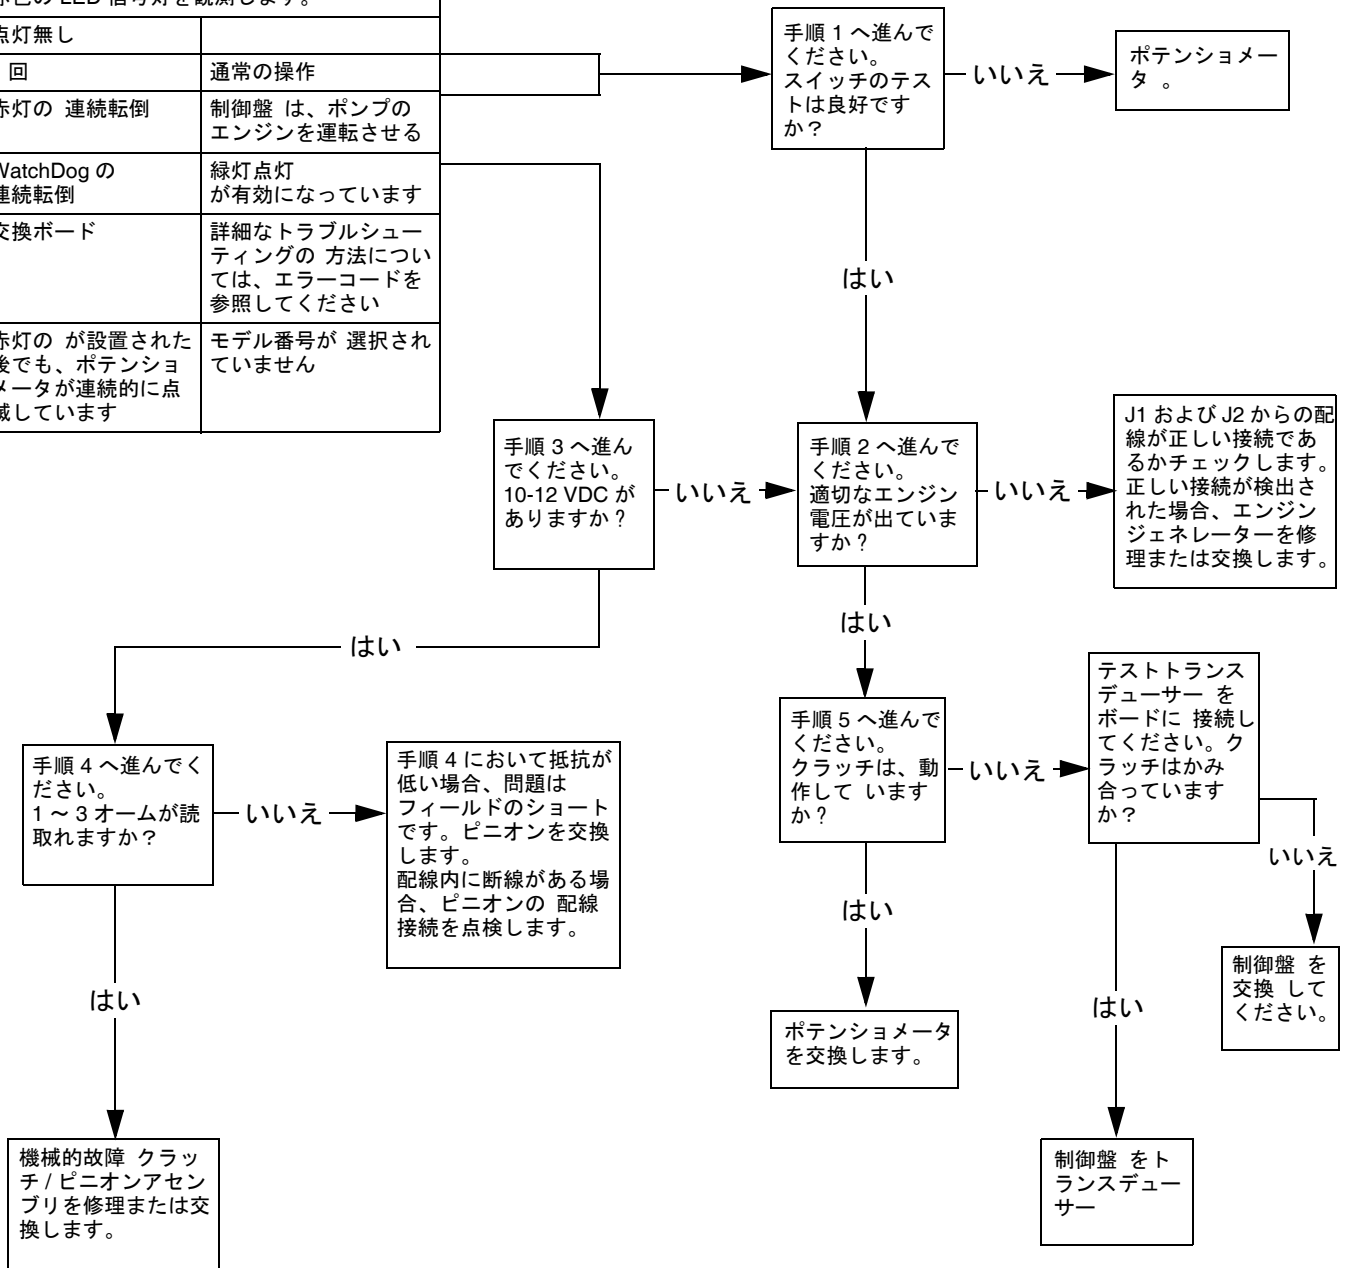 LED 信号灯を観測します。
点灯無し
回
通常の操作
赤灯の 連続転倒
制御盤 は、ポンプの
エンジンを運転させる
WatchDog の
連続転倒
緑灯点灯
が有効になっています
交換ボード
詳細なトラブルシュー
ティングの 方法につい
ては、エラーコードを
参照してください
赤灯の が設置された
後でも、ポテンショ
メータが連続的に点
滅しています
モデル番号が 選択され
ていません
手順 1 へ進んで
ください。
スイッチのテス
トは良好です
か？
いいえ
ポテンショメー
タ 。
はい
手順 3 へ進ん
でください。
10-12 VDC が
ありますか？
いいえ
手順 2 へ進んで
ください。
適切なエンジン
電圧が出ていま
すか？
いいえ
J1 および J2 からの配
線が正しい接続であ
るかチェックします。
正しい接続が検出さ
れた場合、エンジン
ジェネレーターを修
理または交換します。
はい
はい
手順 4 へ進んでく
ださい。
1 ～ 3 オームが読
取れますか？
いいえ
手順 4 において抵抗が
低い場合、問題は
フィールドのショート
です。ピニオンを交換
します。
配線内に断線がある場
合、ピニオンの 配線
接続を点検します。
手順 5 へ進んで
ください。
クラッチは、動
作して います
か？
いいえ
テストトランス
デューサー を
ボードに 接続し
てください。ク
ラッチはかみ
合っています
か？
いいえ
はい
はい
はい
制御盤 を
交換 して
ください。
ポテンショメータ
を交換します。
機械的故障 クラッ
チ / ピニオンアセン
ブリを修理または交
換します。
制御盤 をト
ランスデュー
サー